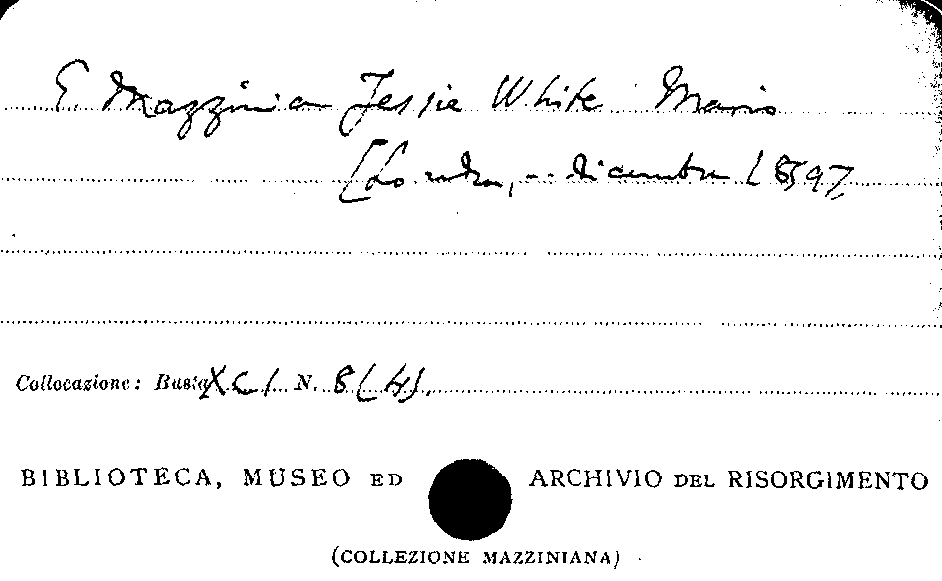 G. Mazzini a Jessie White Mario
[Londra, .. dicembre 1859]
Collocazione: Busta XCI N. 8(4).
BIBLIOTECA, MUSEO ED ARCHIVIO DEL RISORGIMENTO
(COLLEZIONE MAZZINIANA)